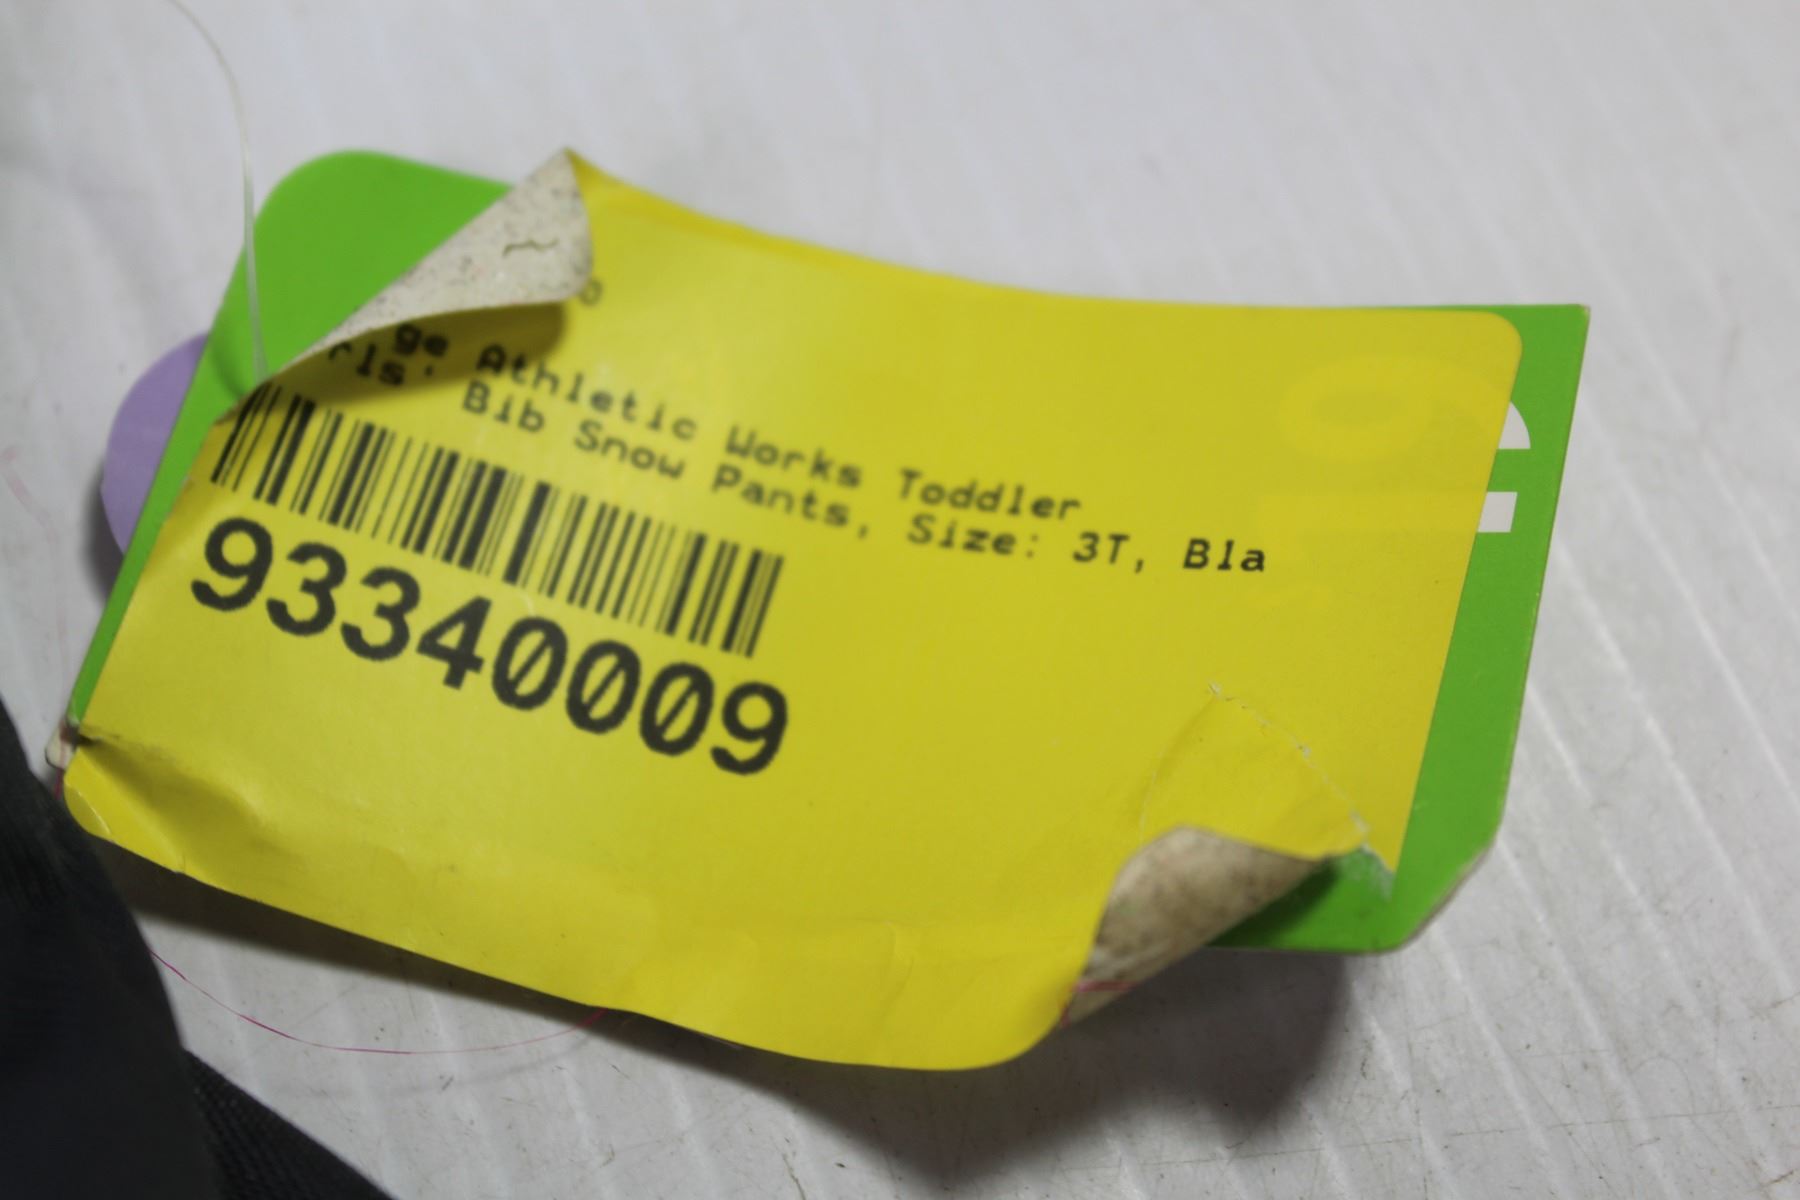 ge Athletic Works Toddler
rls' Bib Snow Pants, Size: 3T, Bla
93340009